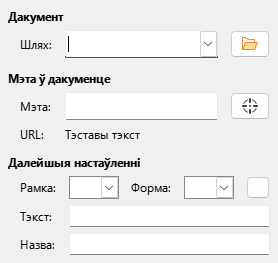 Дакумент
Шлях:
Мэта ў дакуменце
Мэта:
URL: Тэставы тэкст
Далейшыя настаўленні
Рамка: Форма:
Тэкст:
Назва: